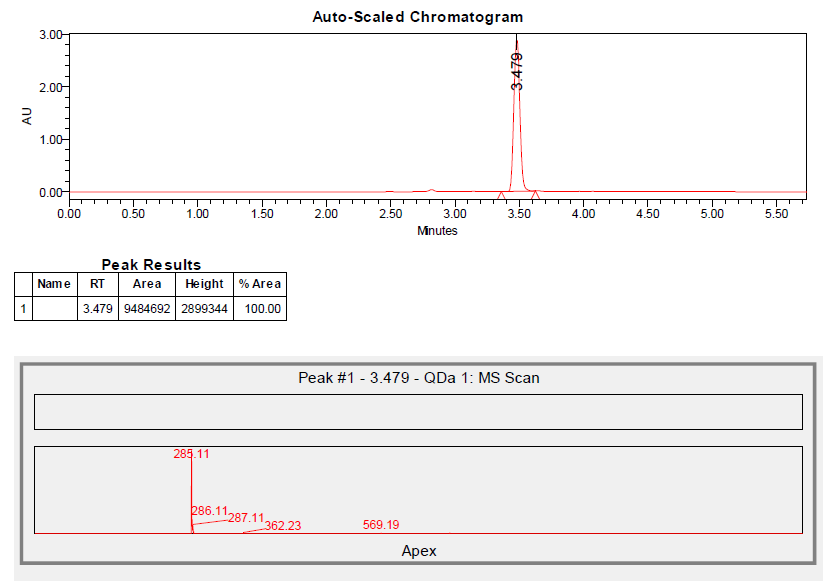 Auto-Scaled Chromatogram
3.00
2.00
1.00
0.00
AU
3.479
0.00 0.50 1.00 1.50 2.00 2.50 3.00 3.50 4.00 4.50 5.00 5.50
Minutes
Peak Results
Name RT Area Height % Area
1 3.479 9484692 2899344 100.00
Peak #1 - 3.479 - QDa 1: MS Scan
285.11
286.11
287.11
362.23
569.19
Apex